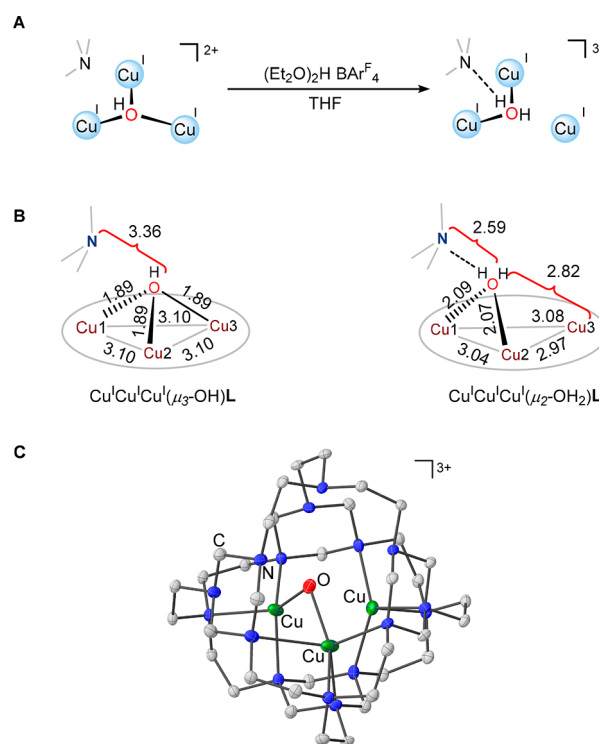 A
N
Cu I
H
O
Cu I
Cu I
2+
(Et2O)2H BArF4
THF
N
Cu I
H
OH
Cu I
Cu I
3
B
N
3.36
H
O
1.89
1.89
1.89
3.10
Cu1
Cu3
Cu2
3.10
3.10
CuICuICuI(μ3-OH)L
N
2.59
H H
O
2.82
2.09
2.07
3.08
Cu1
Cu3
Cu2
3.04
2.97
CuICuICuI(μ2-OH2)L
C
3+
C
N
O
Cu
Cu
Cu